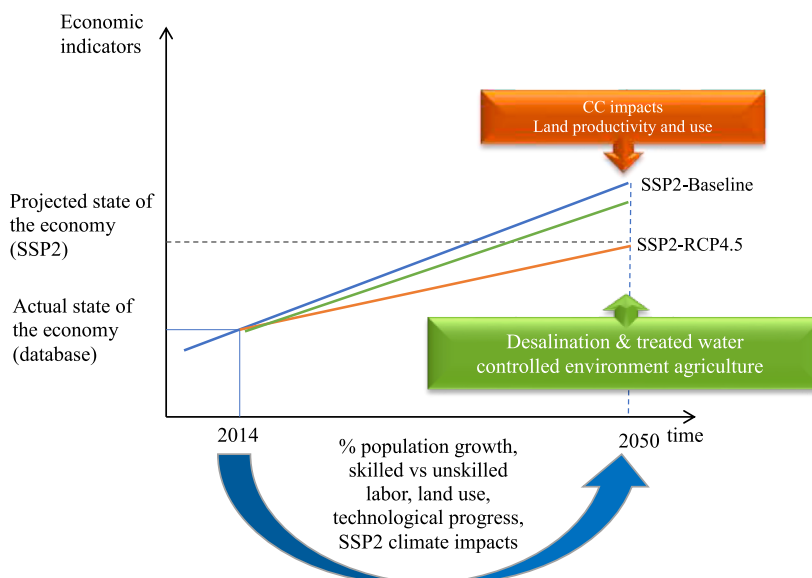 Economic
indicators
CC impacts
Land productivity and use
SSP2-Baseline
Projected state of
the economy
(SSP2)
SSP2-RCP4.5
Actual state of
the economy
(database)
Desalination & treated water
controlled environment agriculture
2014
2050
time
% population growth,
skilled vs unskilled
labor, land use,
technological progress,
SSP2 climate impacts